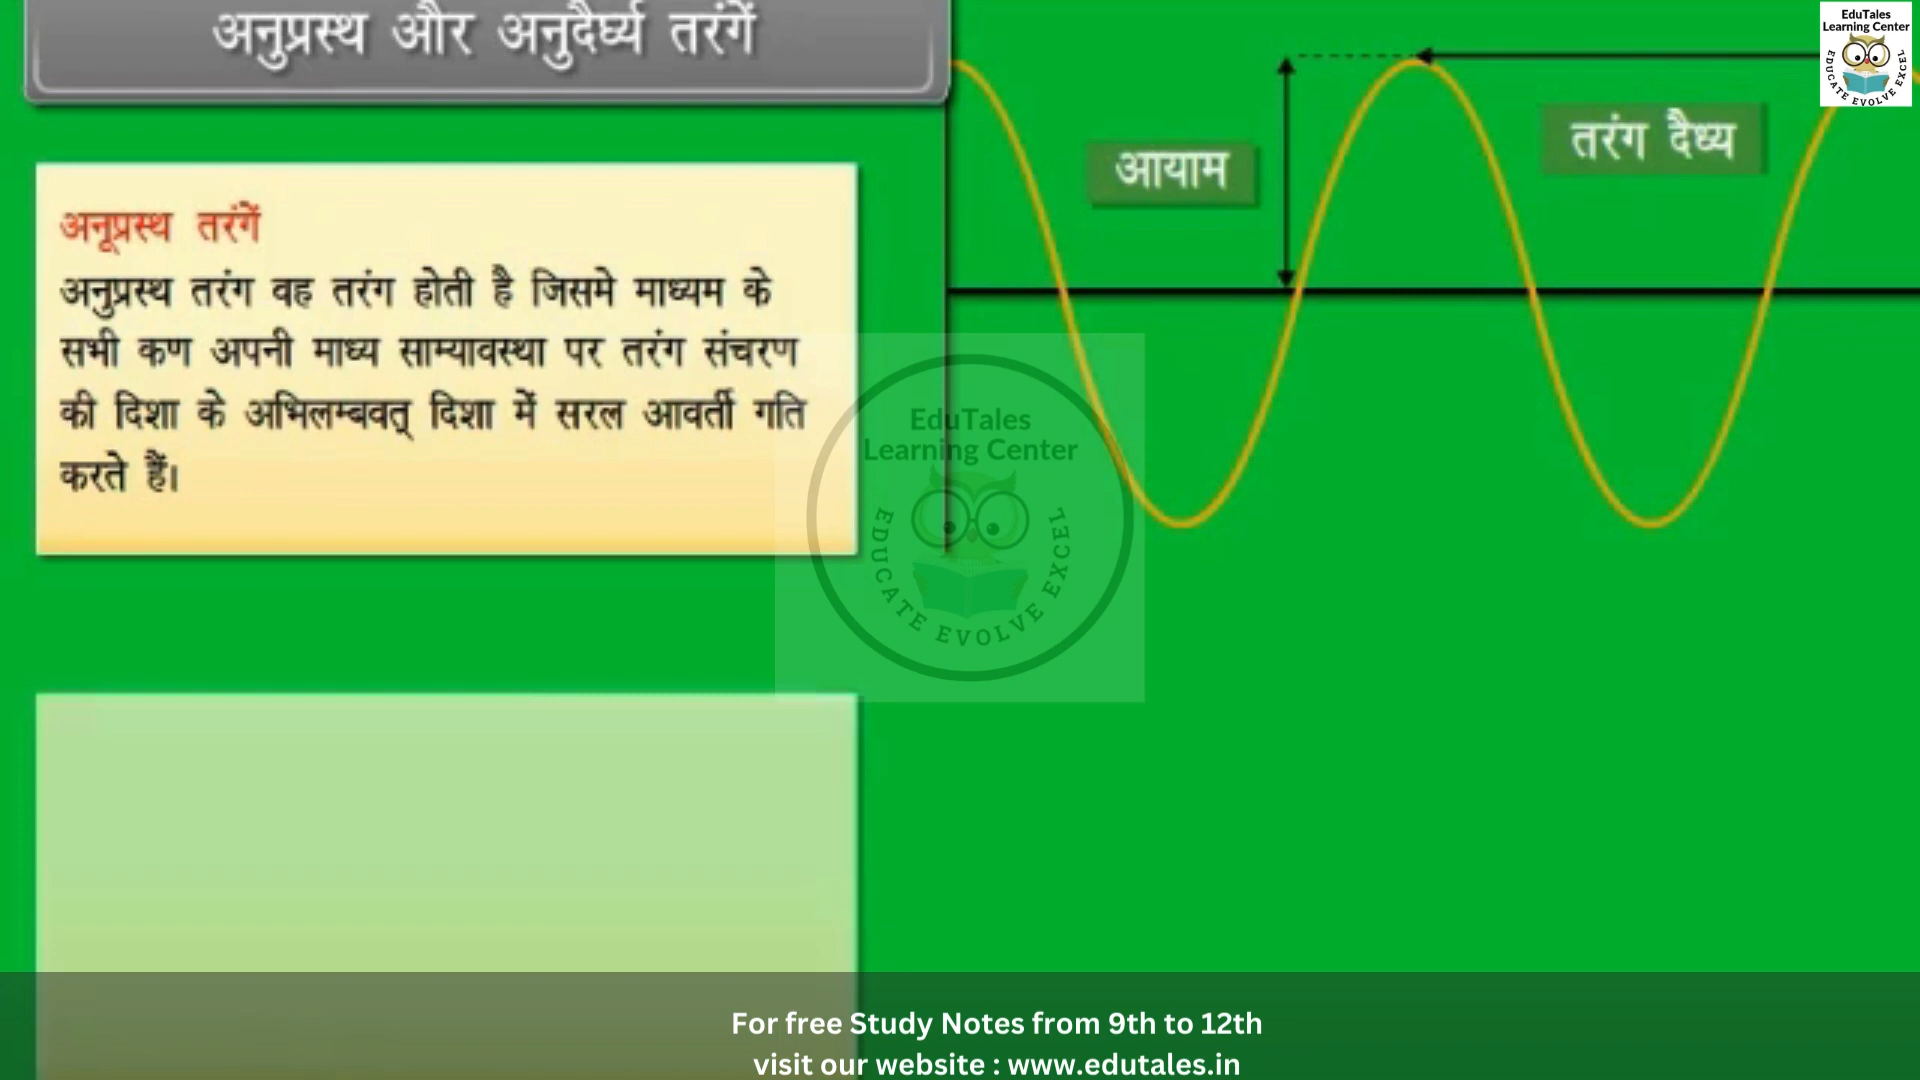 अनुप्रस्थ और अनुदैर्घ्य तरंगें
अनूप्रस्थ तरंगें
अनुप्रस्थ तरंग वह तरंग होती है जिसमे माध्यम के
सभी कण अपनी माध्य साम्यावस्था पर तरंग संचरण
की दिशा के अभिलम्बवत् दिशा में सरल आवर्ती गति
करते हैं।
आयाम
तरंग दैध्य
EduTales
Learning Center
EDUCATE EVOLVE EXCEL
EduTales
Learning Center
EDUCATE EVOLVE EXCEL
For free Study Notes from 9th to 12th
visit our website : www.edutales.in